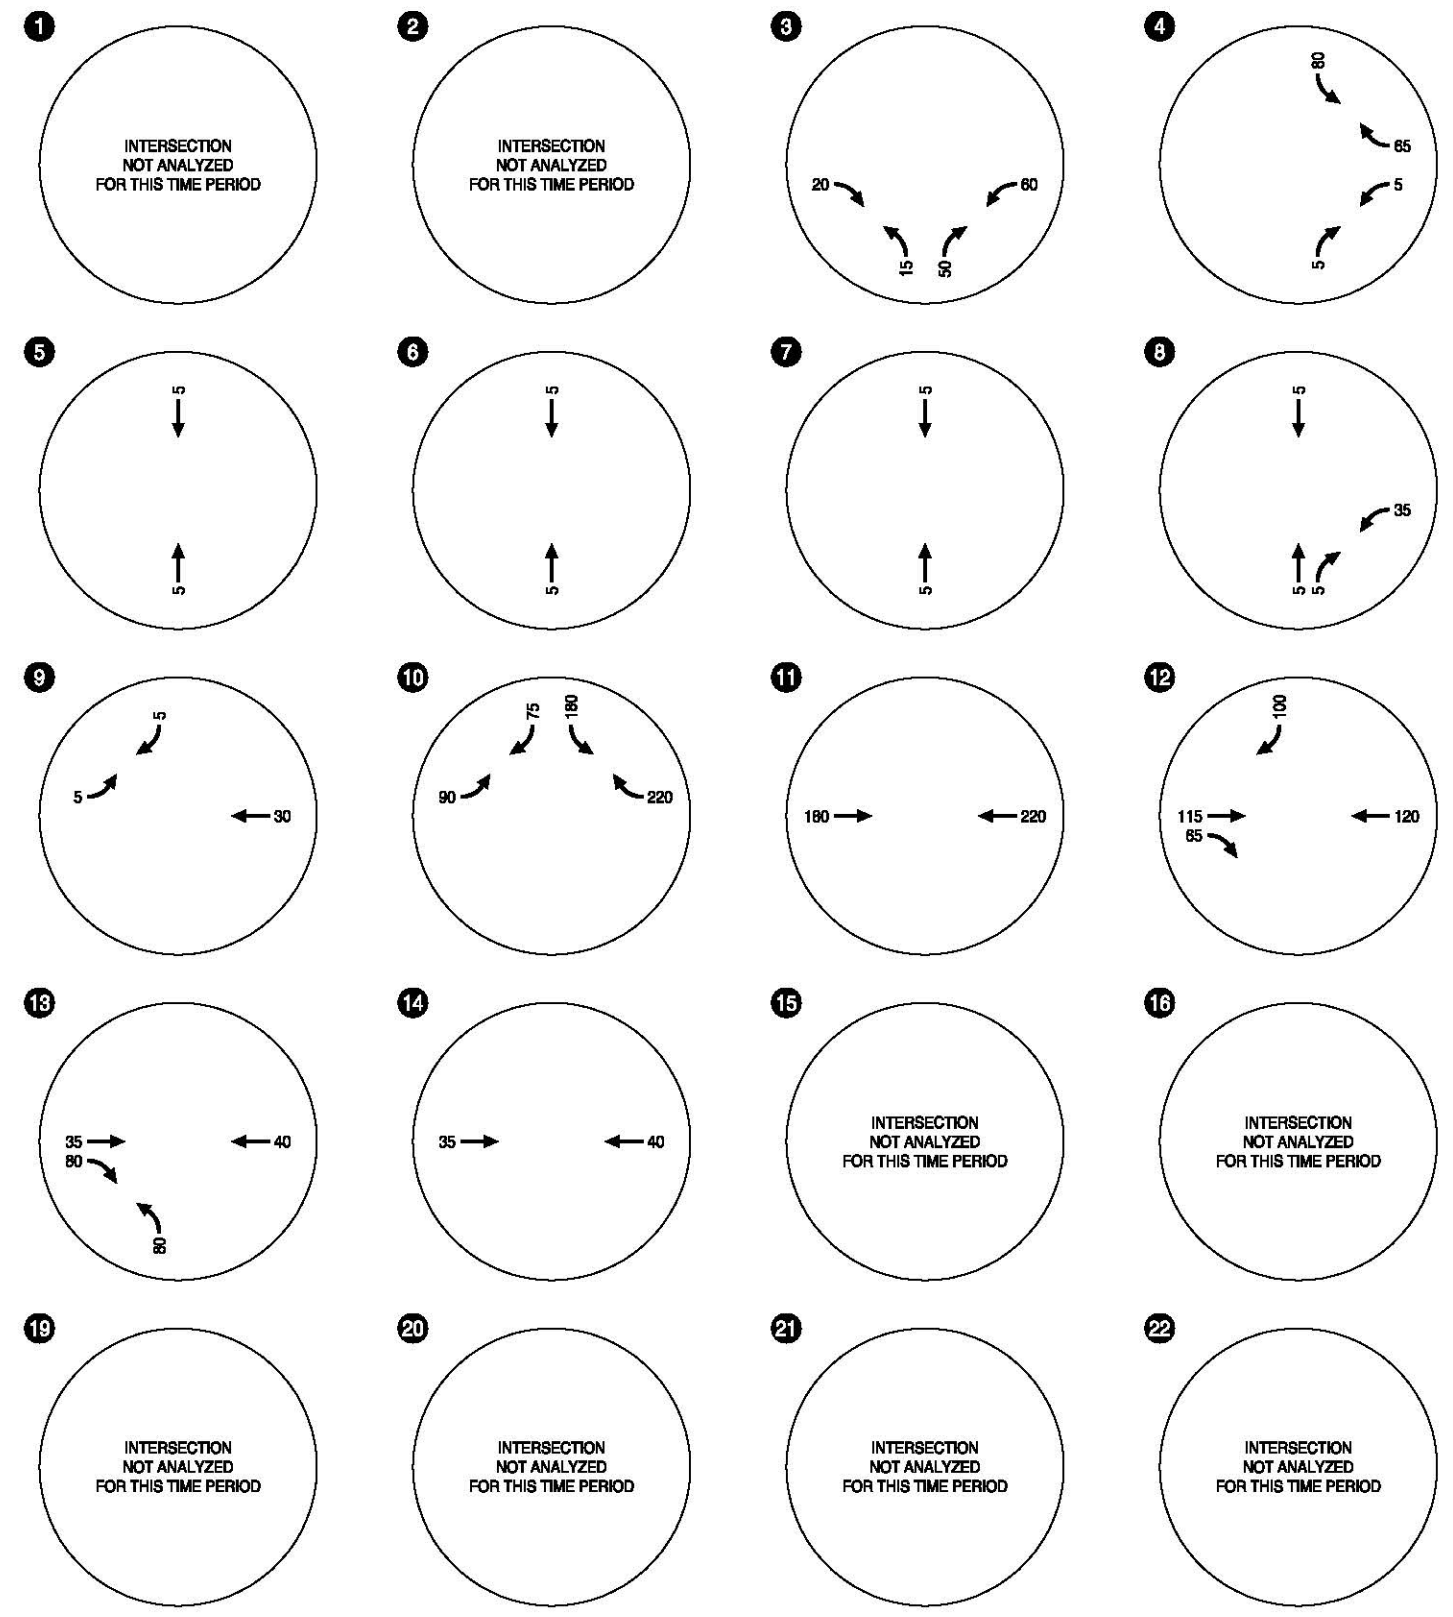 1
INTERSECTION
NOT ANALYZED
FOR THIS TIME PERIOD
2
INTERSECTION
NOT ANALYZED
FOR THIS TIME PERIOD
3
20
60
15
50
4
80
65
5
5
5
5
5
6
5
5
7
5
5
8
5
35
5
5
9
5
5
30
10
75
180
90
220
11
180
220
12
100
115
65
120
13
35
80
40
80
14
35
40
15
INTERSECTION
NOT ANALYZED
FOR THIS TIME PERIOD
16
INTERSECTION
NOT ANALYZED
FOR THIS TIME PERIOD
19
INTERSECTION
NOT ANALYZED
FOR THIS TIME PERIOD
20
INTERSECTION
NOT ANALYZED
FOR THIS TIME PERIOD
21
INTERSECTION
NOT ANALYZED
FOR THIS TIME PERIOD
22
INTERSECTION
NOT ANALYZED
FOR THIS TIME PERIOD